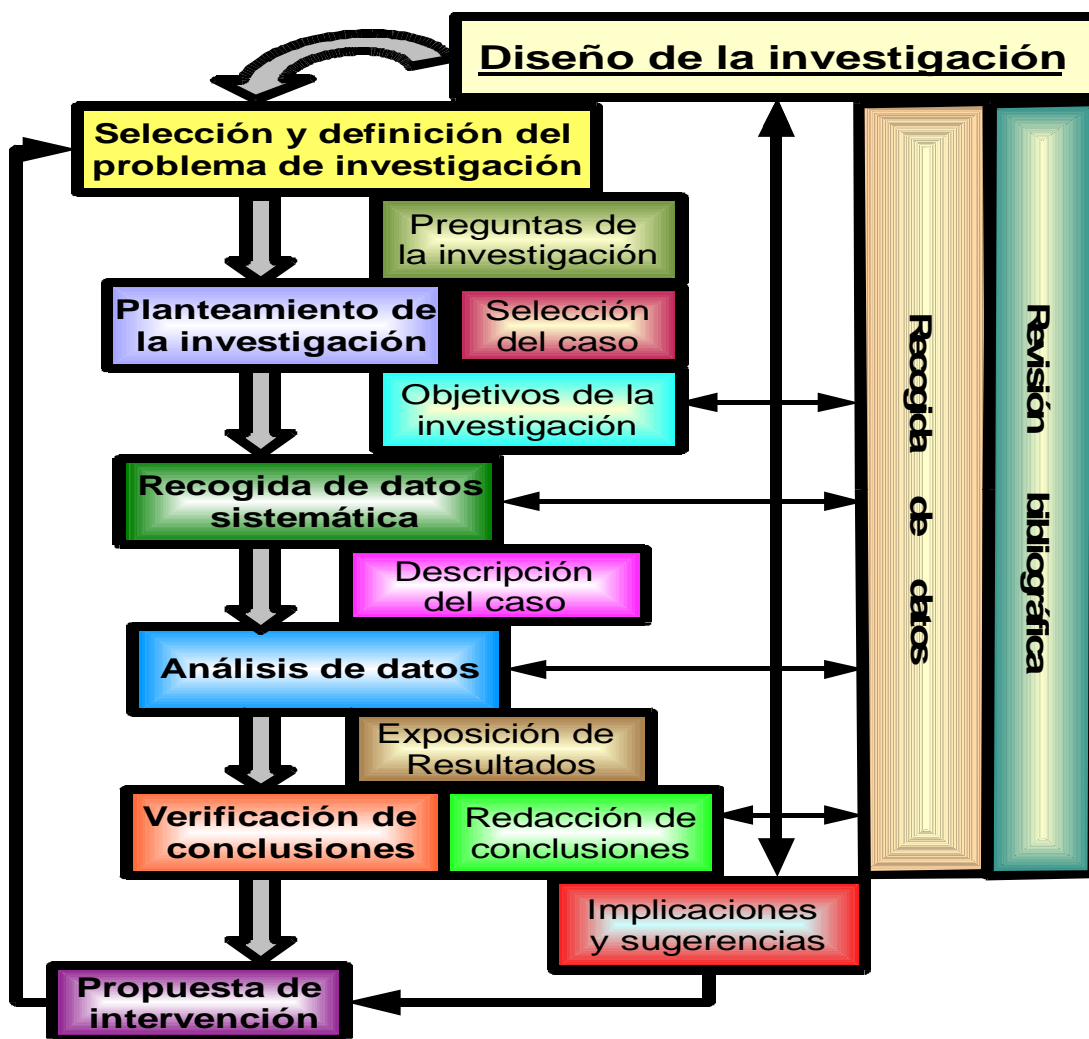 Diseño de la investigación
Selección y definición del
problema de investigación
Preguntas de
la investigación
Planteamiento de
la investigación
Selección
del caso
Objetivos de la
investigación
Recogida de datos
sistemática
Descripción
del caso
Análisis de datos
Exposición de
Resultados
Verificación de
conclusiones
Redacción de
conclusiones
Implicaciones
y sugerencias
Propuesta de
intervención
Recogida de datos
Revisión bibliográfica